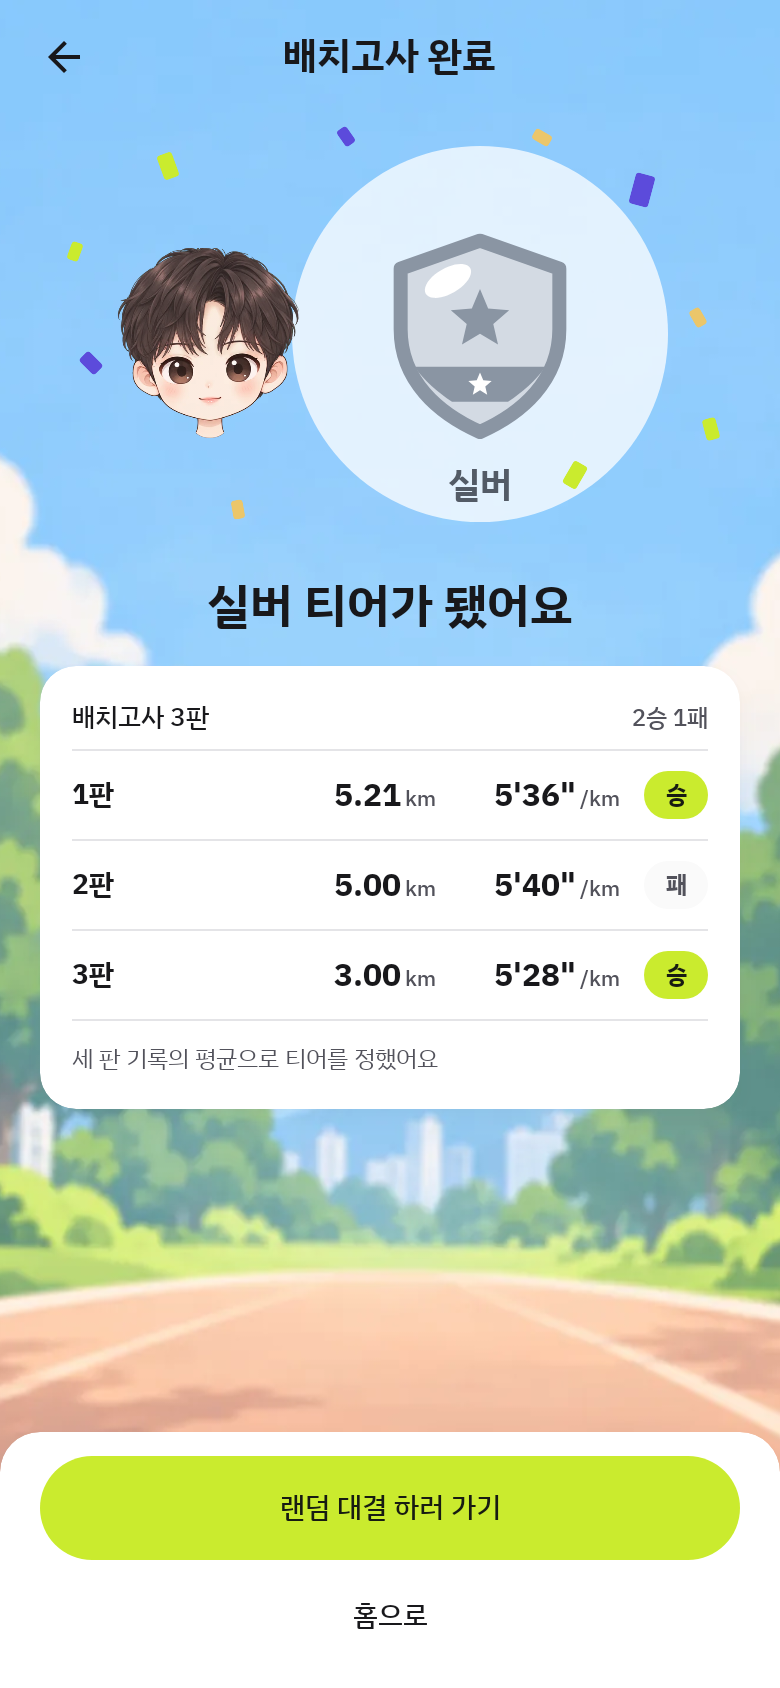 배치고사 완료
실버
실버 티어가 됐어요
배치고사 3판 2승 1패
1판 5.21 km 5'36" /km 승
2판 5.00 km 5'40" /km 패
3판 3.00 km 5'28" /km 승
세 판 기록의 평균으로 티어를 정했어요
랜덤 대결 하러 가기
홈으로